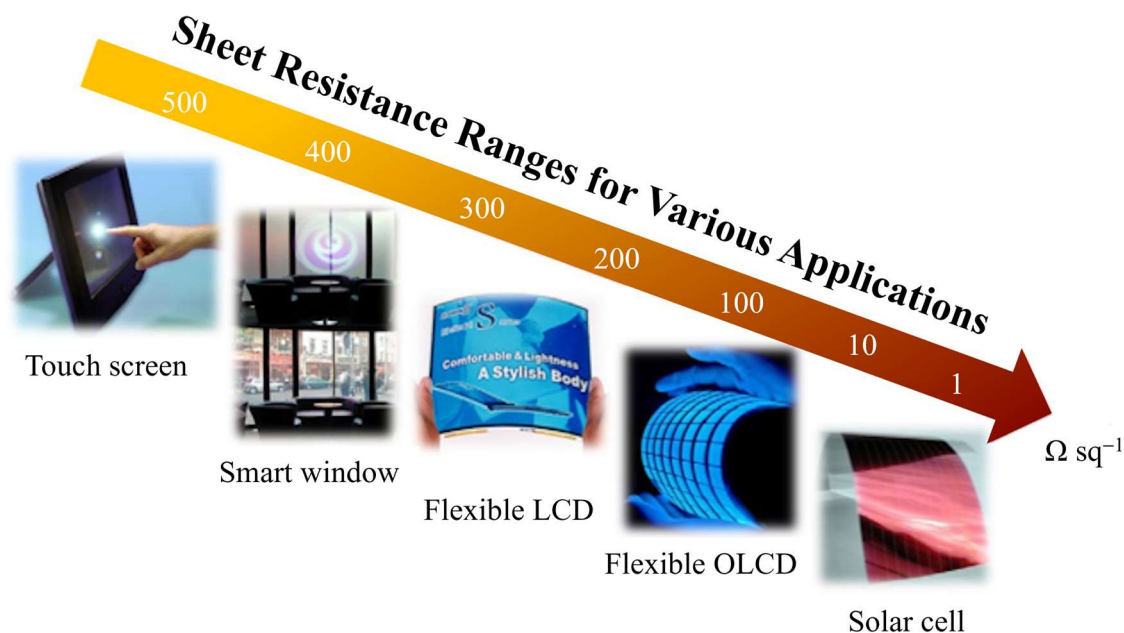 Sheet Resistance Ranges for Various Applications
500
400
300
200
100
10
1
Ω sq⁻¹
Touch screen
Smart window
Comfortable & Lightness
A Stylish Body
Flexible LCD
Flexible OLCD
Solar cell